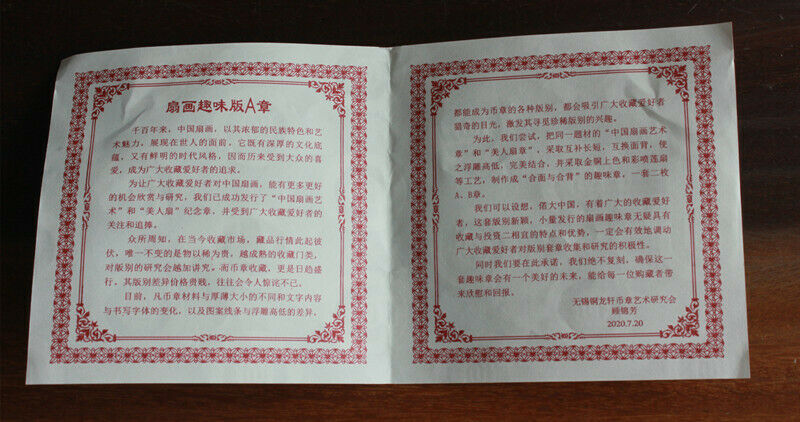 扇画趣味版A章
千百年来，中国扇画，以其浓郁的民族特色和艺
术魅力，展现在世人的面前，它既有深厚的文化底
蕴，又有鲜明的时代风格，因而历来受到大众的喜
爱，成为广大收藏爱好者的追求。
为让广大收藏爱好者对中国扇画，能有更多更好
的机会欣赏与研究，我们已成功发行了“中国扇画艺
术”和“美人扇”纪念章，并受到广大收藏爱好者的
关注和追捧。
众所周知，在当今收藏市场，藏品行情此起彼
伏，唯一不变的是物以稀为贵，越成熟的收藏门类，
对版别的研究会越加讲究。而币章收藏，更是日趋盛
行，其版别差异价格贵贱，往往会令人惊诧不已。
目前，凡币章材料与厚薄大小的不同和文字内容
与书写字体的变化，以及图案线条与浮雕高低的差异，
都能成为币章的各种版别，都会吸引广大收藏爱好者
猎奇的目光，激发其寻觅珍稀版别的兴趣。
为此，我们尝试，把同一题材的“中国扇画艺术
章”和“美人扇章”，采取互补长短，互换面背，使
之浮雕高低，完美结合，并采取金铜上色和彩喷莲扇
等工艺，制作成“合面与合背”的趣味章，一套二枚
A、B章。
我们可以设想，偌大中国，有着广大的收藏爱好
者，这套版别新颖，小量发行的扇画趣味章无疑具有
收藏与投资二相宜的特点和优势，一定会有效地调动
广大收藏爱好者对版别套章收集和研究的积极性。
同时我们要在此承诺，我们绝不复刻，确保这一
套趣味章会有一个美好的未来，能给每一位购藏者带
来欣慰和回报。
无锡铜龙轩币章艺术研究会
顾锦芳
2020.7.20